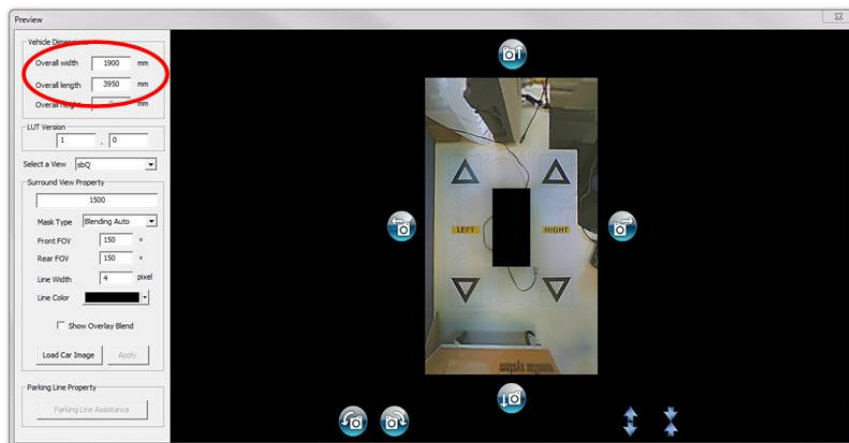 Preview
Vehicle Dimensions
Overall width 1900 mm
Overall length 3950 mm
Overall height 0 mm
LUT Version
1 . 0
Select a View sbQ
Surround View Property
1500
Mask Type Blending Auto
Front FOV 150 °
Rear FOV 150 °
Line Width 4 pixel
Line Color
Show Overlay Blend
Load Car Image Apply
Parking Line Property
Parking Line Assistance
LEFT
system